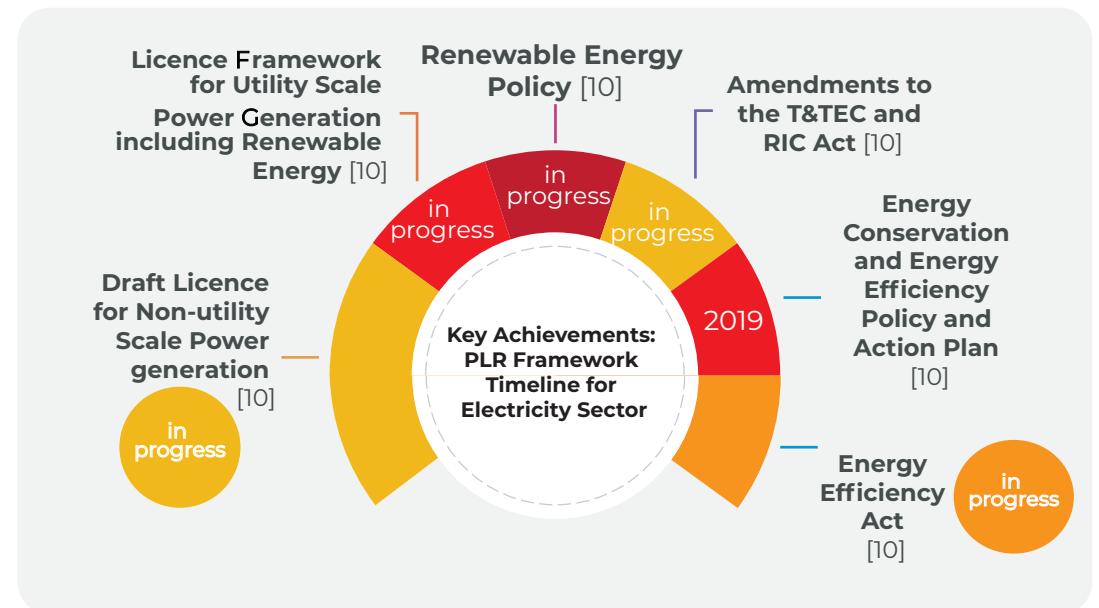 Licence Framework
for Utility Scale
Power Generation
including Renewable
Energy [10]
in
progress
Renewable Energy
Policy [10]
in
progress
Amendments to
the T&TEC and
RIC Act [10]
in
progress
Energy
Conservation
and Energy
Efficiency
Policy and
Action Plan
[10]
2019
Draft Licence
for Non-utility
Scale Power
generation
[10]
in
progress
Key Achievements:
PLR Framework
Timeline for
Electricity Sector
Energy
Efficiency
Act
[10]
in
progress